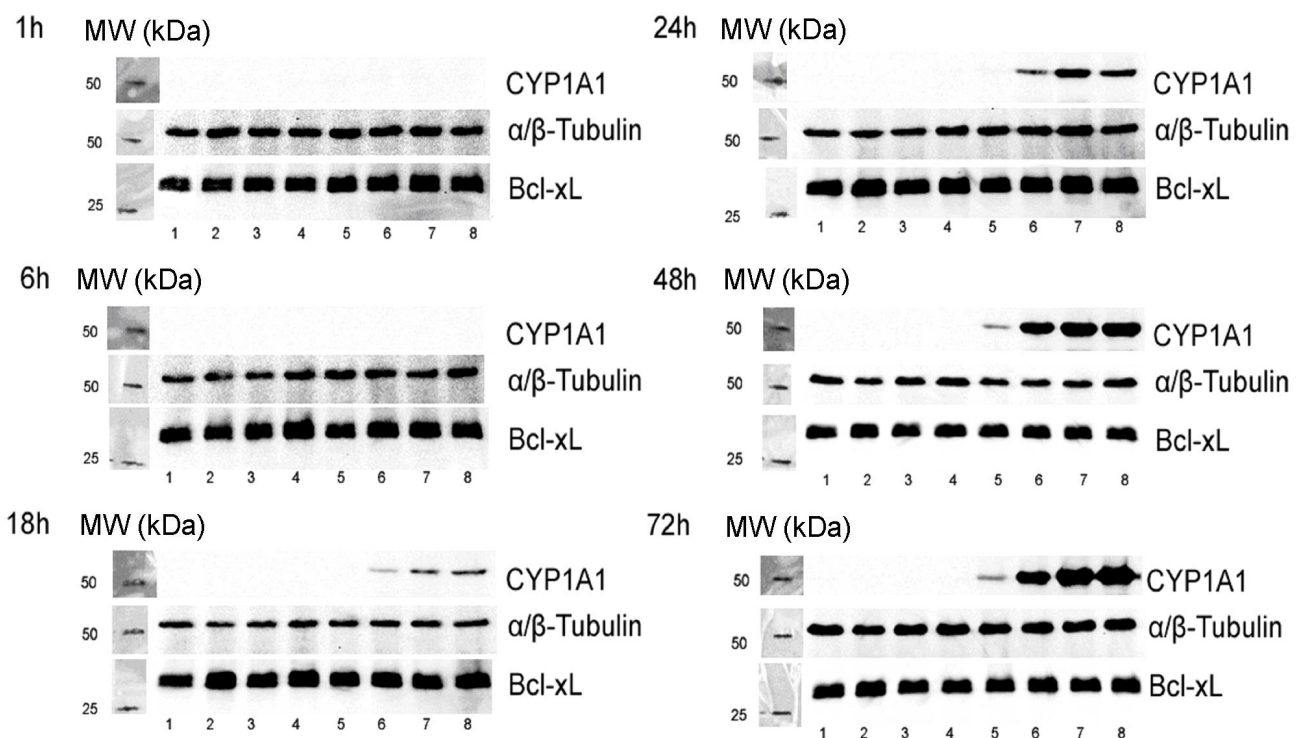 1h MW (kDa)
50 CYP1A1
50 α/β-Tubulin
25 Bcl-xL
1 2 3 4 5 6 7 8
24h MW (kDa)
50 CYP1A1
50 α/β-Tubulin
25 Bcl-xL
1 2 3 4 5 6 7 8
6h MW (kDa)
50 CYP1A1
50 α/β-Tubulin
25 Bcl-xL
1 2 3 4 5 6 7 8
48h MW (kDa)
50 CYP1A1
50 α/β-Tubulin
25 Bcl-xL
1 2 3 4 5 6 7 8
18h MW (kDa)
50 CYP1A1
50 α/β-Tubulin
25 Bcl-xL
1 2 3 4 5 6 7 8
72h MW (kDa)
50 CYP1A1
50 α/β-Tubulin
25 Bcl-xL
1 2 3 4 5 6 7 8